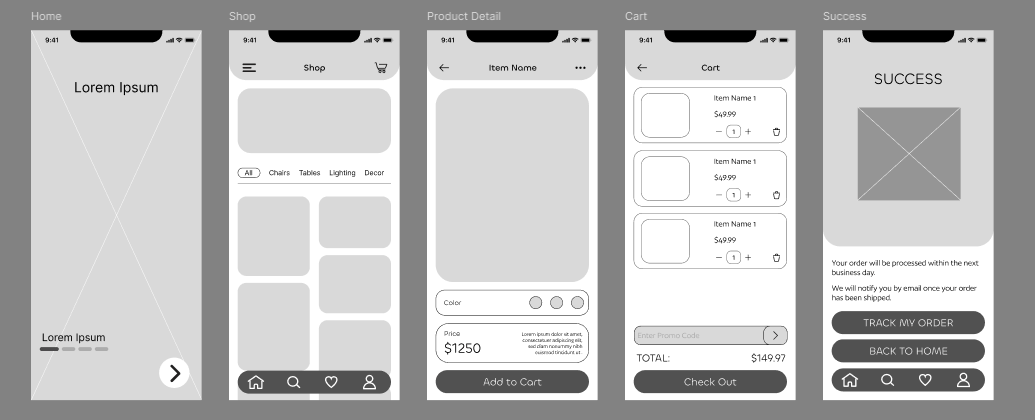 Home
9:41
Lorem Ipsum
Lorem Ipsum
Shop
9:41
Shop
All Chairs Tables Lighting Decor
Product Detail
9:41
Item Name
Color
Price
$1250
Lorem ipsum dolor sit amet,
consectetuer adipiscing elit,
sed diam nonummy nibh
euismod tincidunt ut.
Add to Cart
Cart
9:41
Cart
Item Name 1
$49.99
1
Item Name 1
$49.99
1
Item Name 1
$49.99
1
Enter Promo Code
TOTAL: $149.97
Check Out
Success
9:41
SUCCESS
Your order will be processed within the next
business day.
We will notify you by email once your order
has been shipped.
TRACK MY ORDER
BACK TO HOME